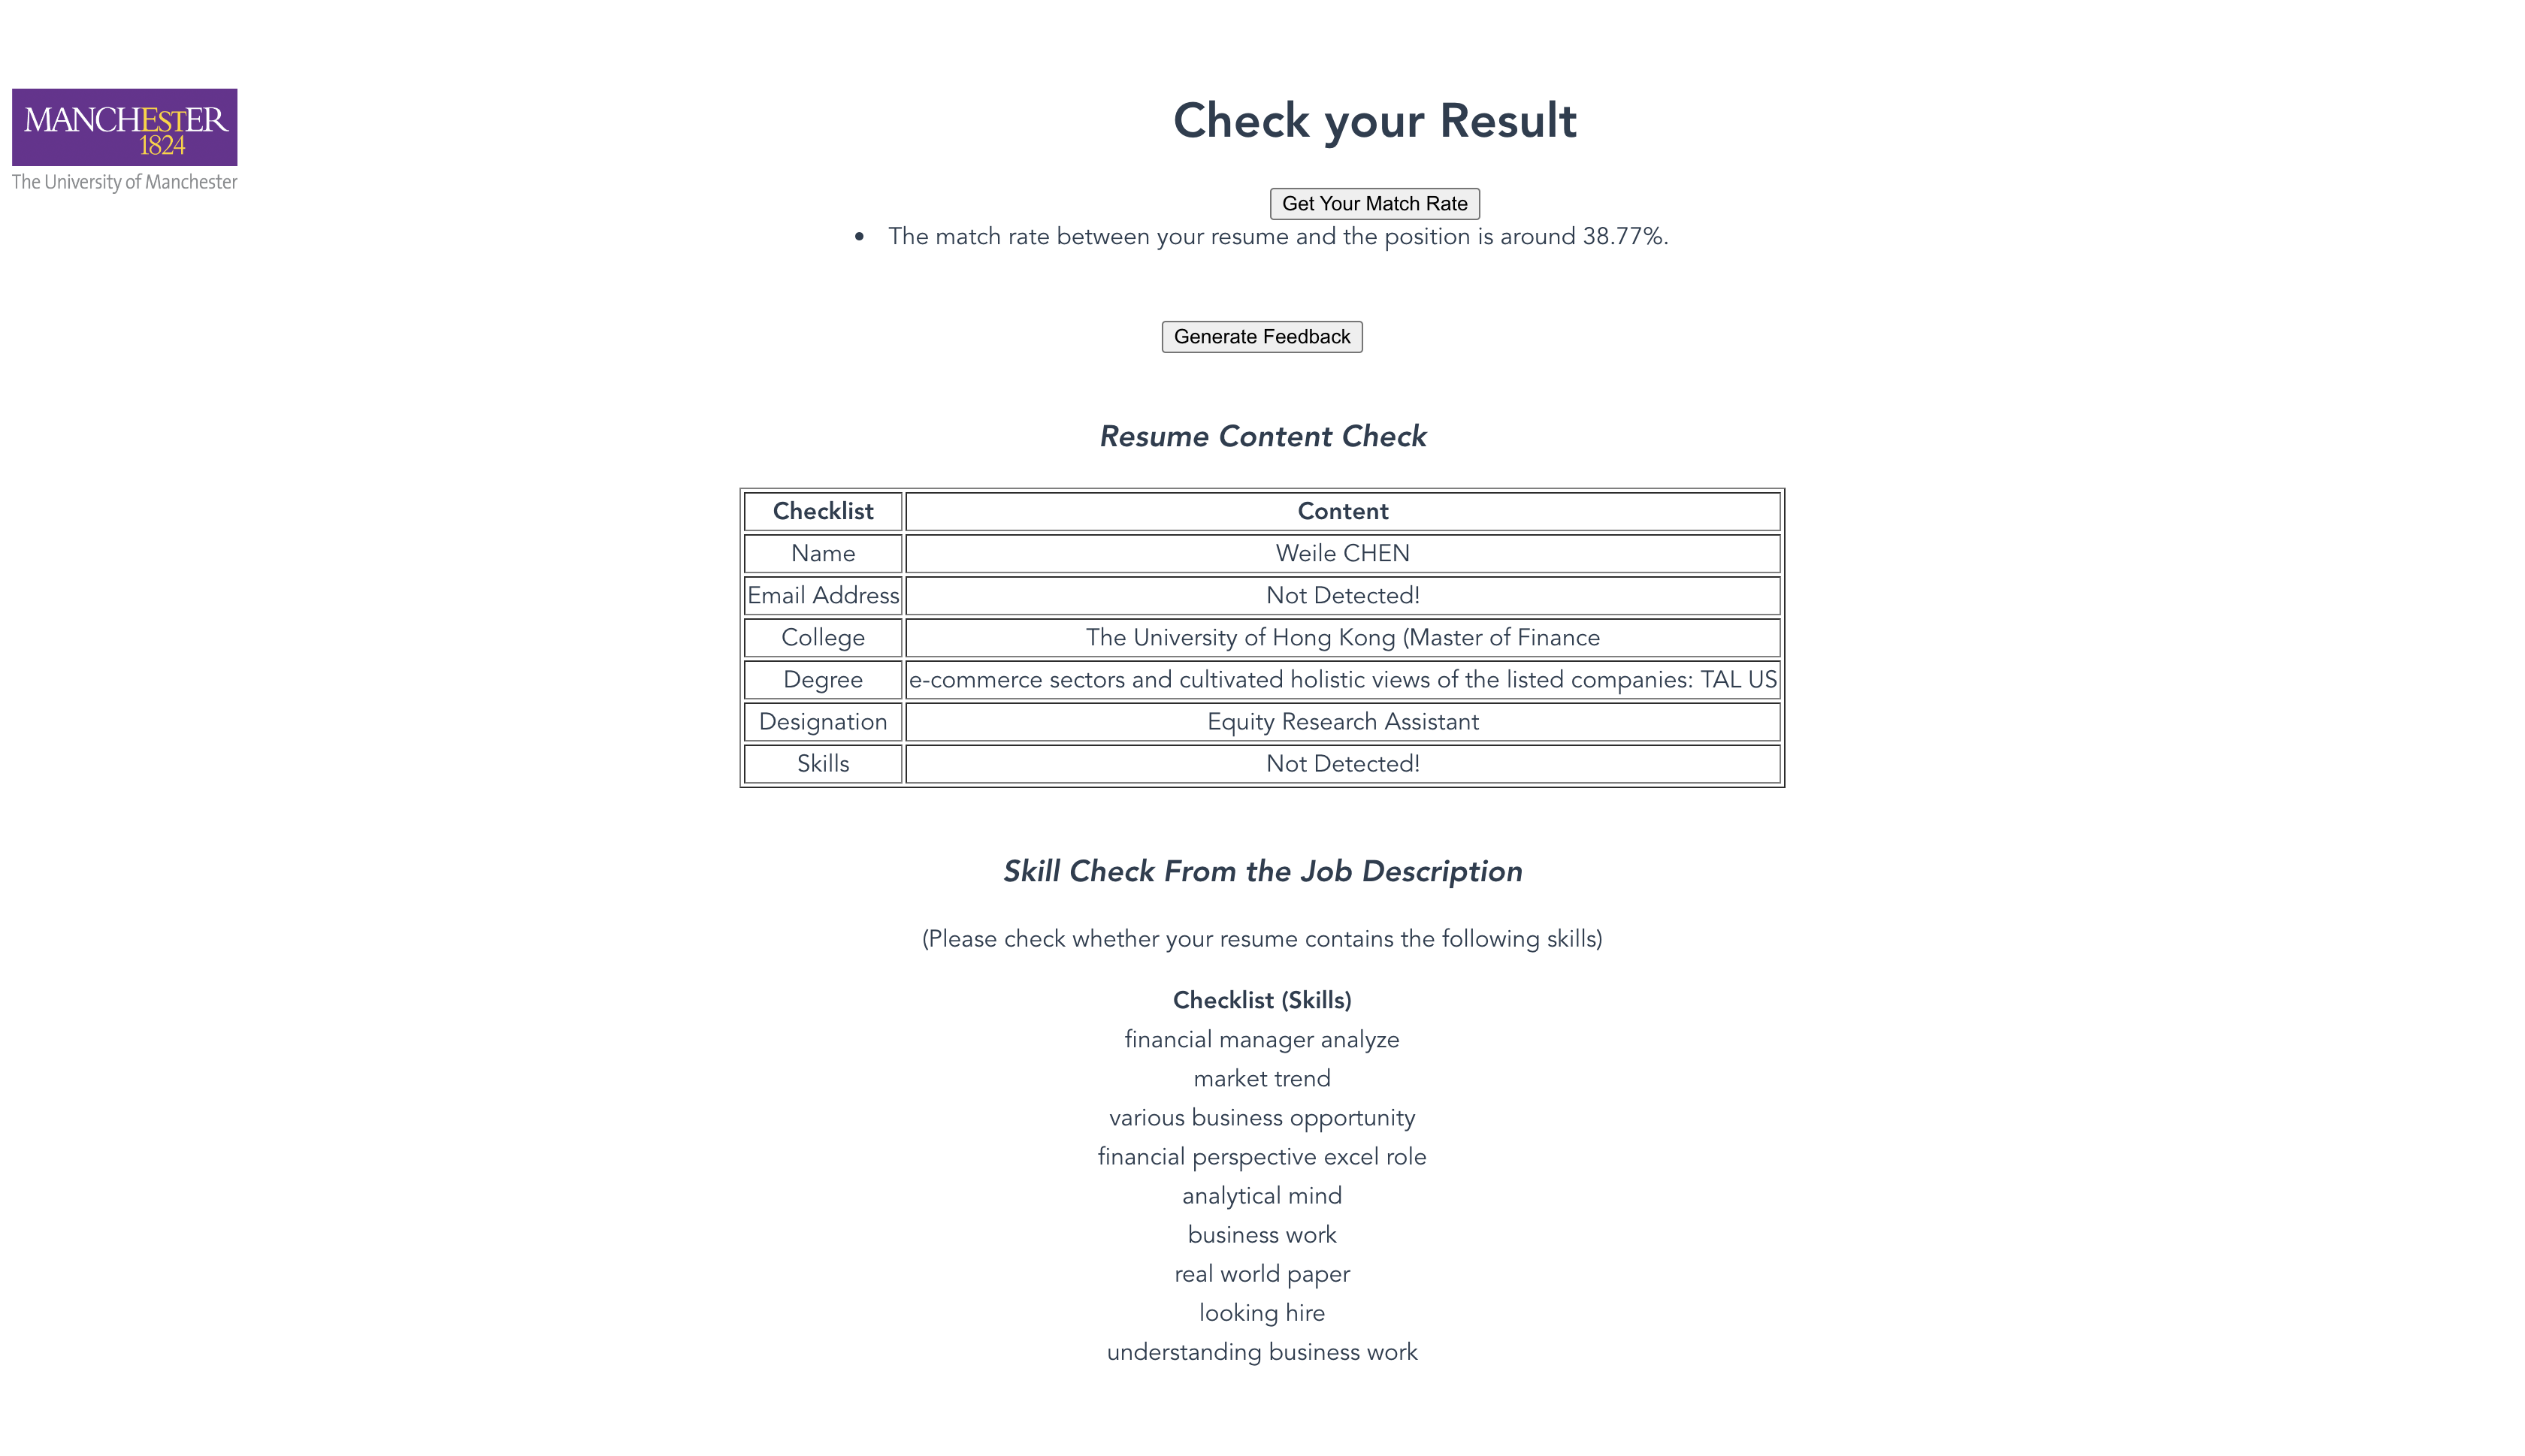 MANCHESTER
1824
The University of Manchester
Check your Result
Get Your Match Rate
• The match rate between your resume and the position is around 38.77%.
Generate Feedback
Resume Content Check
Checklist Content
Name Weile CHEN
Email Address Not Detected!
College The University of Hong Kong (Master of Finance
Degree e-commerce sectors and cultivated holistic views of the listed companies: TAL US
Designation Equity Research Assistant
Skills Not Detected!
Skill Check From the Job Description
(Please check whether your resume contains the following skills)
Checklist (Skills)
financial manager analyze
market trend
various business opportunity
financial perspective excel role
analytical mind
business work
real world paper
looking hire
understanding business work